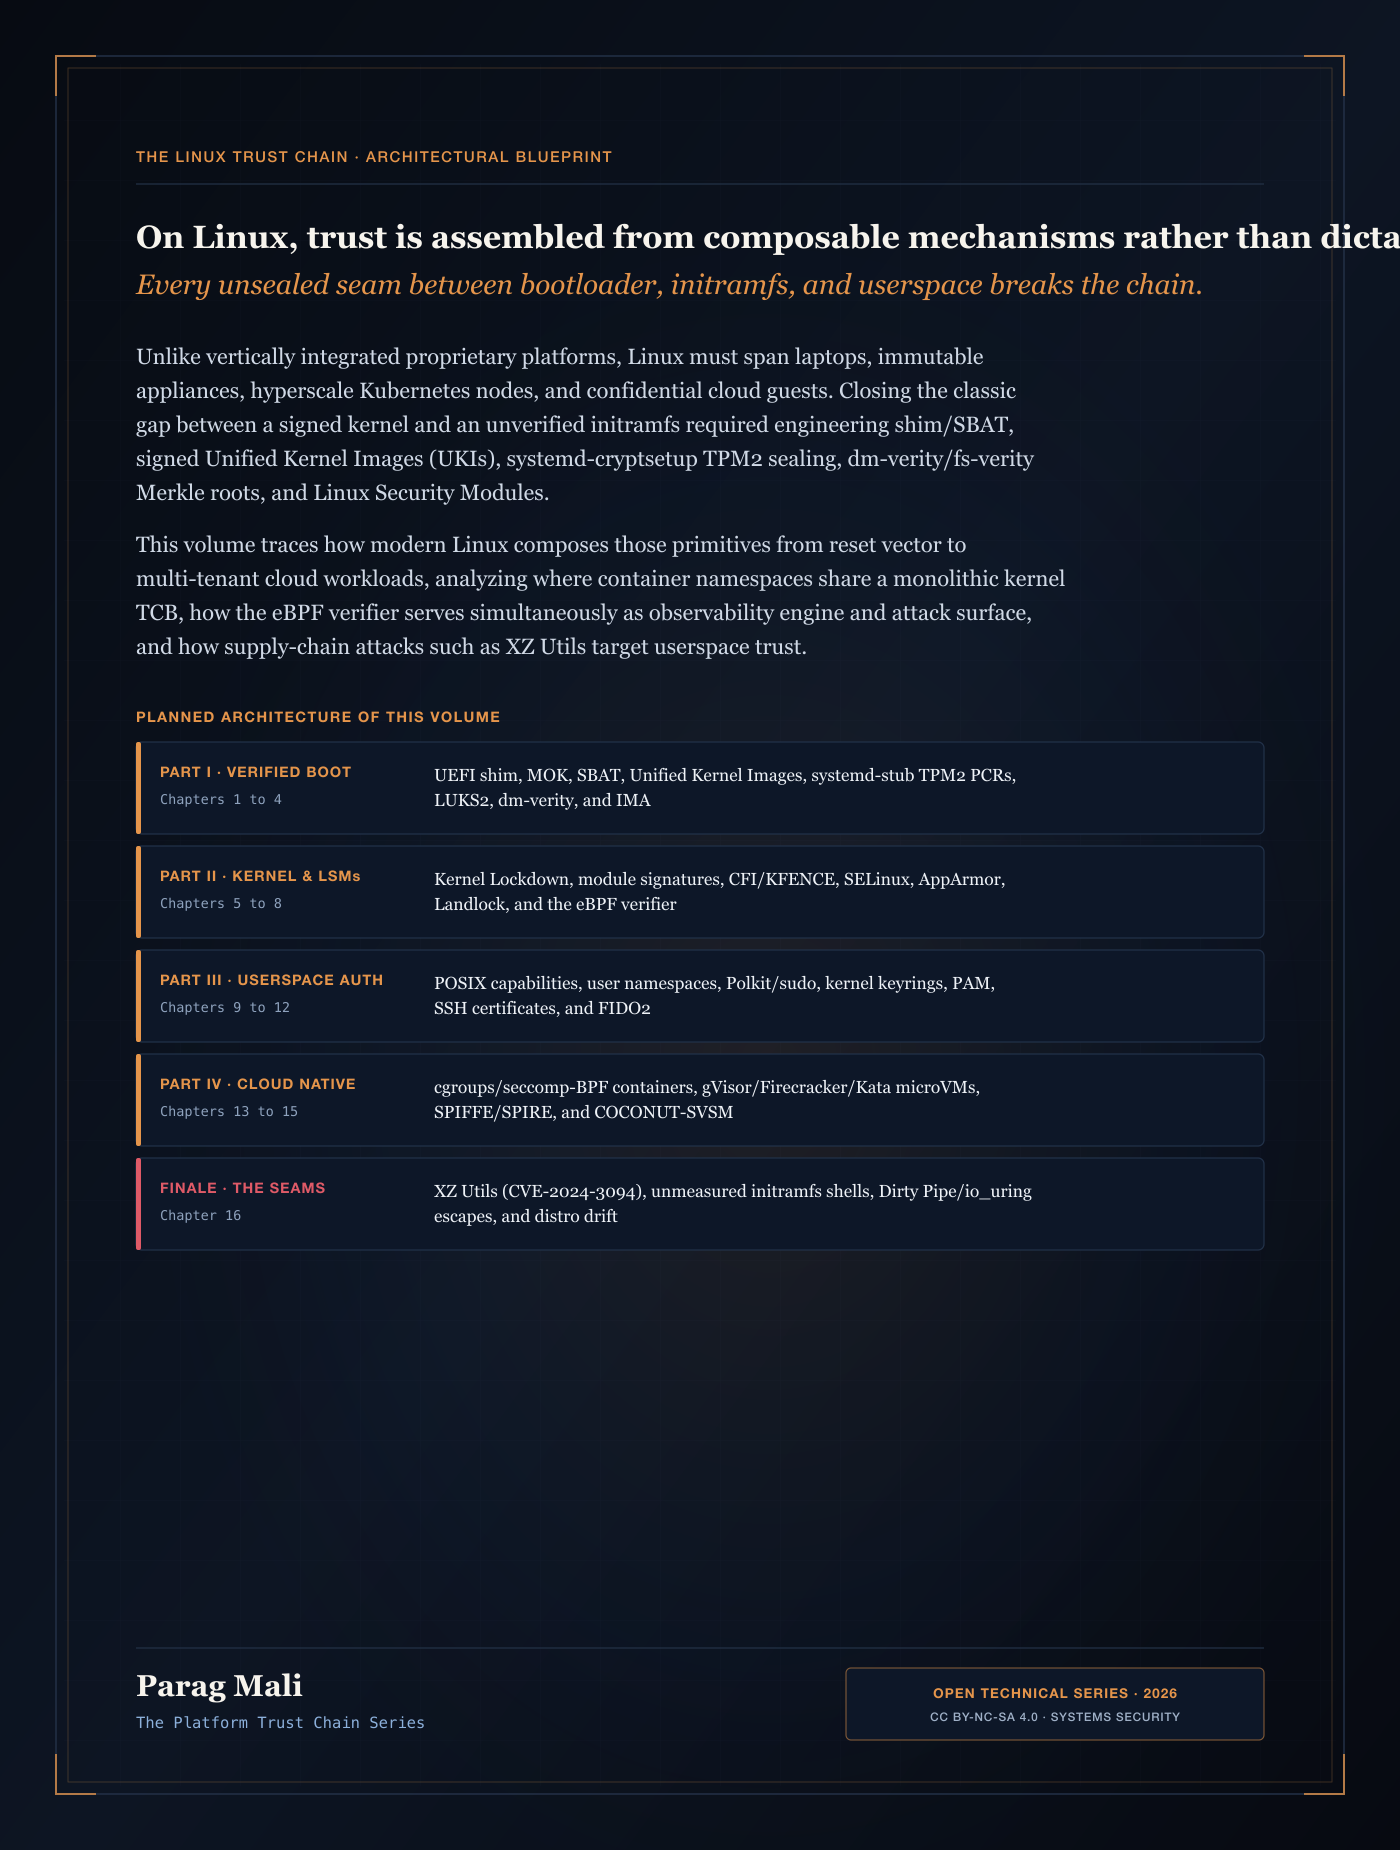 THE LINUX TRUST CHAIN · ARCHITECTURAL BLUEPRINT
On Linux, trust is assembled from composable mechanisms rather than dicta
Every unsealed seam between bootloader, initramfs, and userspace breaks the chain.
Unlike vertically integrated proprietary platforms, Linux must span laptops, immutable
appliances, hyperscale Kubernetes nodes, and confidential cloud guests. Closing the classic
gap between a signed kernel and an unverified initramfs required engineering shim/SBAT,
signed Unified Kernel Images (UKIs), systemd-cryptsetup TPM2 sealing, dm-verity/fs-verity
Merkle roots, and Linux Security Modules.
This volume traces how modern Linux composes those primitives from reset vector to
multi-tenant cloud workloads, analyzing where container namespaces share a monolithic kernel
TCB, how the eBPF verifier serves simultaneously as observability engine and attack surface,
and how supply-chain attacks such as XZ Utils target userspace trust.
PLANNED ARCHITECTURE OF THIS VOLUME
PART I · VERIFIED BOOT
Chapters 1 to 4
UEFI shim, MOK, SBAT, Unified Kernel Images, systemd-stub TPM2 PCRs,
LUKS2, dm-verity, and IMA
PART II · KERNEL & LSMs
Chapters 5 to 8
Kernel Lockdown, module signatures, CFI/KFENCE, SELinux, AppArmor,
Landlock, and the eBPF verifier
PART III · USERSPACE AUTH
Chapters 9 to 12
POSIX capabilities, user namespaces, Polkit/sudo, kernel keyrings, PAM,
SSH certificates, and FIDO2
PART IV · CLOUD NATIVE
Chapters 13 to 15
cgroups/seccomp-BPF containers, gVisor/Firecracker/Kata microVMs,
SPIFFE/SPIRE, and COCONUT-SVSM
FINALE · THE SEAMS
Chapter 16
XZ Utils (CVE-2024-3094), unmeasured initramfs shells, Dirty Pipe/io_uring
escapes, and distro drift
Parag Mali
The Platform Trust Chain Series
OPEN TECHNICAL SERIES · 2026
CC BY-NC-SA 4.0 · SYSTEMS SECURITY